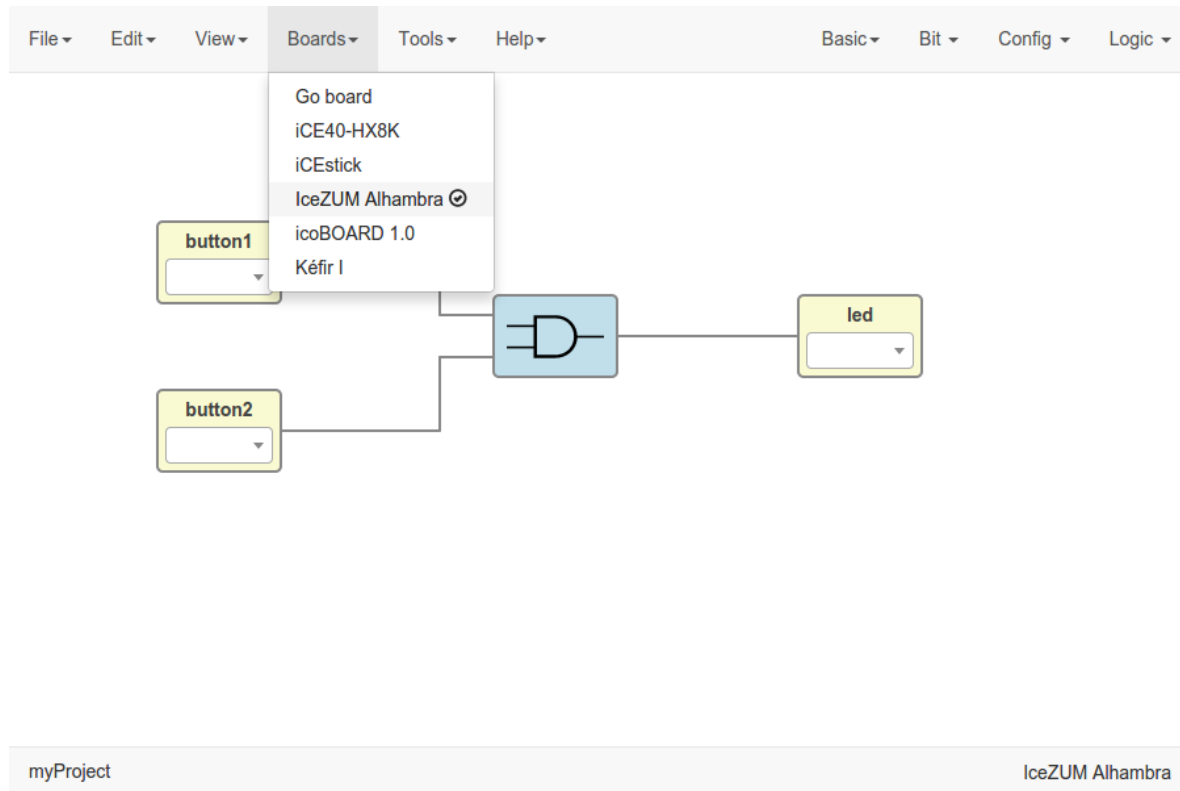 File Edit View Boards Tools Help Basic Bit Config Logic
Go board
iCE40-HX8K
iCEstick
IceZUM Alhambra
icoBOARD 1.0
Kéfir I
button1
led
button2
myProject IceZUM Alhambra